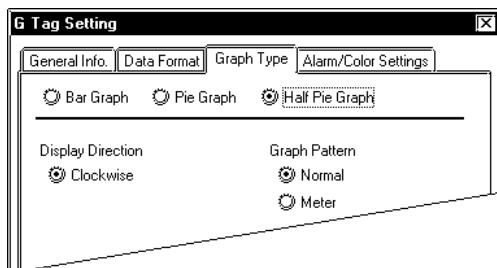 G Tag Setting
General Info. Data Format Graph Type Alarm/Color Settings
Bar Graph Pie Graph Half Pie Graph
Display Direction Graph Pattern
Clockwise Normal
Meter